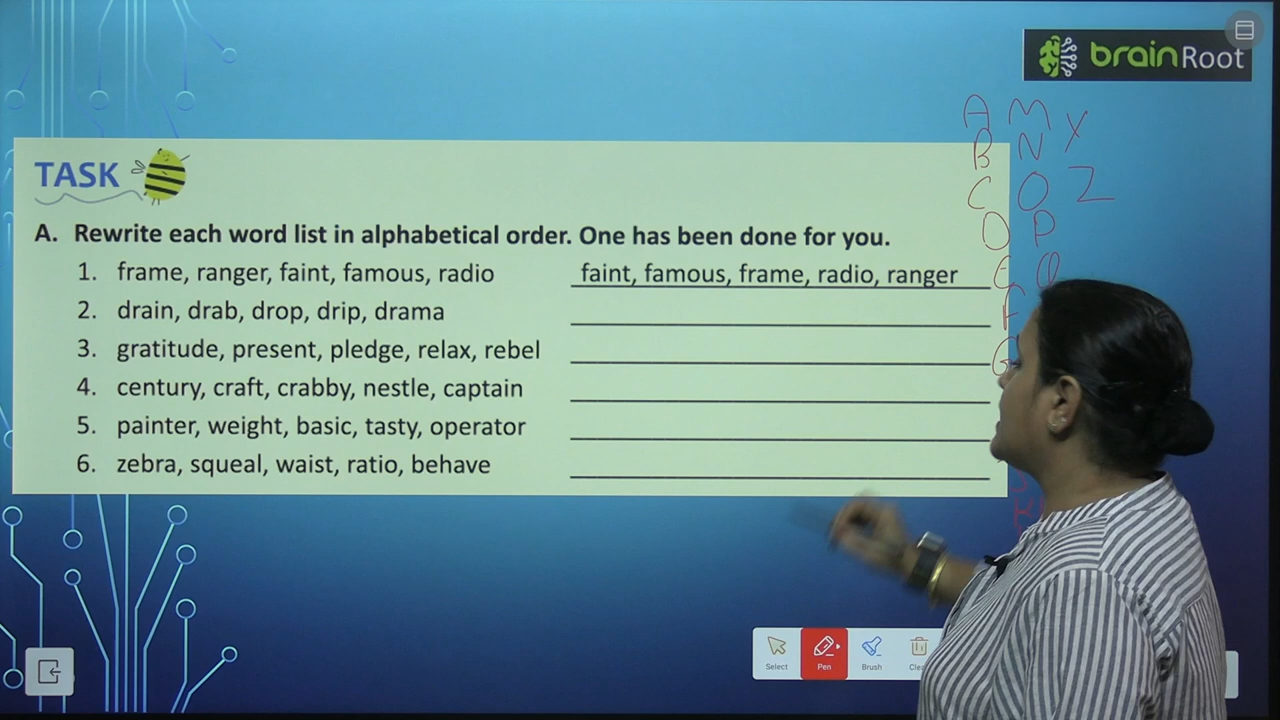 brainRoot
A M Y
B N
C O Z
D P
E Q
F
G
TASK
A. Rewrite each word list in alphabetical order. One has been done for you.
1. frame, ranger, faint, famous, radio faint, famous, frame, radio, ranger
2. drain, drab, drop, drip, drama
3. gratitude, present, pledge, relax, rebel
4. century, craft, crabby, nestle, captain
5. painter, weight, basic, tasty, operator
6. zebra, squeal, waist, ratio, behave
Select Pen Brush